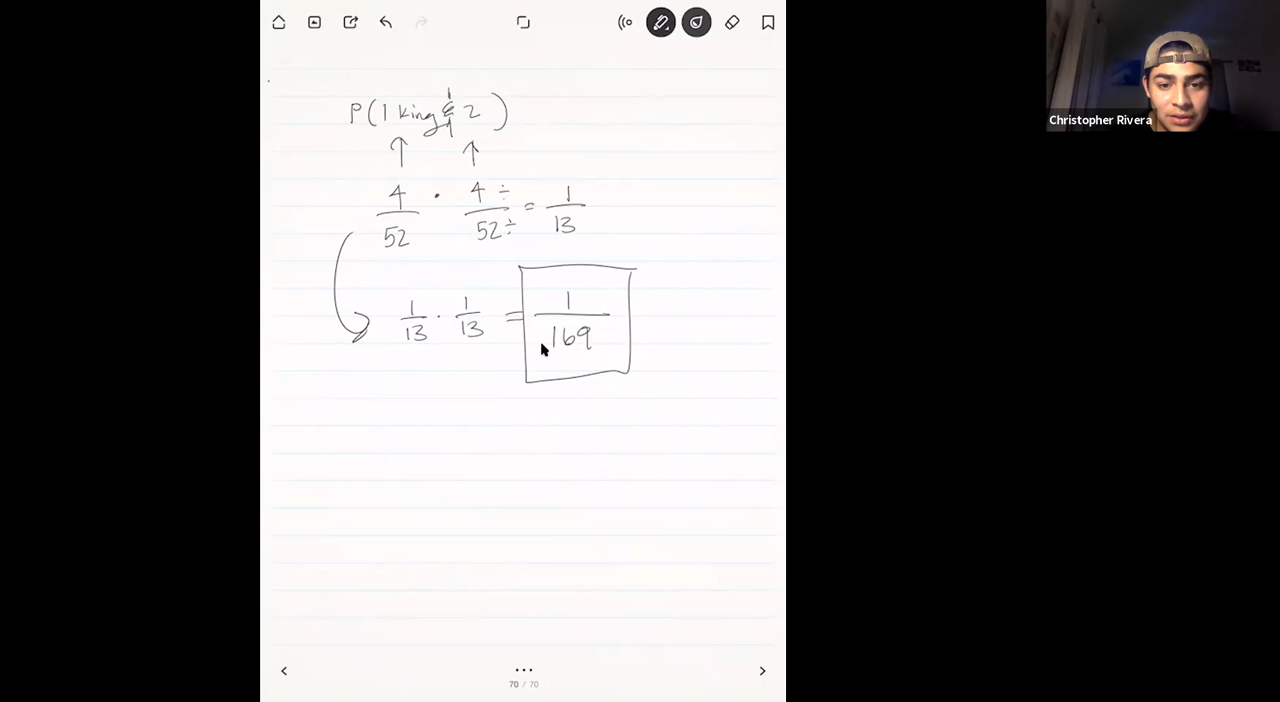 P(1 king & 2)
4/52 · 4÷/52÷ = 1/13
1/13 · 1/13 = 1/169
Christopher Rivera
70 / 70